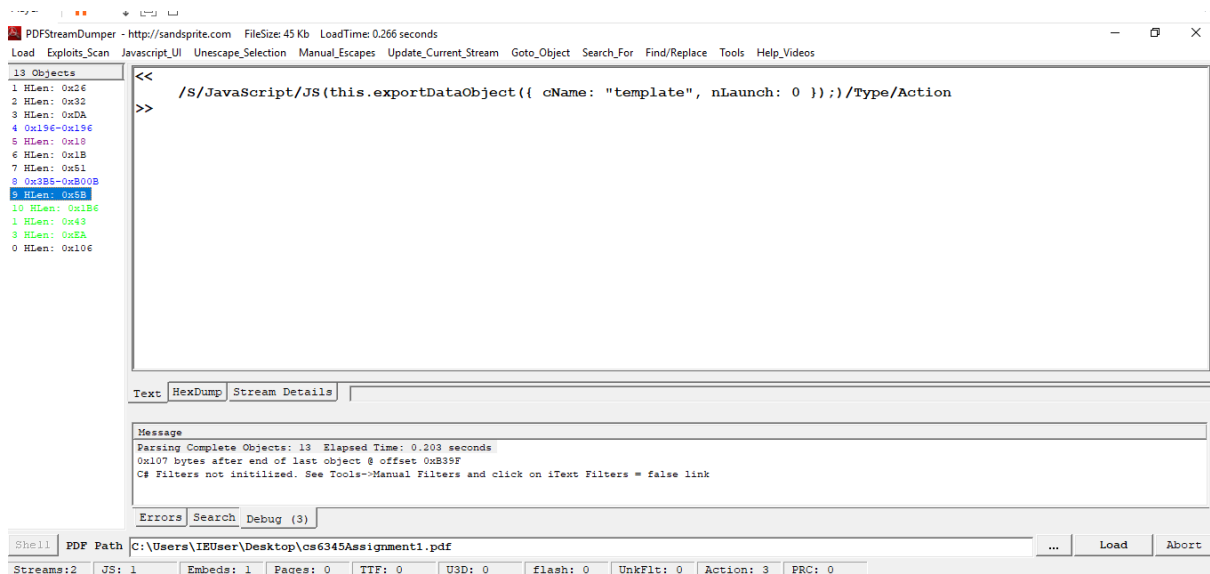 PDFStreamDumper - http://sandsprite.com FileSize: 45 Kb LoadTime: 0.266 seconds
Load Exploits_Scan Javascript_UI Unescape_Selection Manual_Escapes Update_Current_Stream Goto_Object Search_For Find/Replace Tools Help_Videos
13 Objects
1 HLen: 0x26
2 HLen: 0x32
3 HLen: 0xDA
4 0x196-0x196
5 HLen: 0x18
6 HLen: 0x1B
7 HLen: 0x51
8 0x3B5-0xB00B
9 HLen: 0x5B
10 HLen: 0x1B6
1 HLen: 0x43
3 HLen: 0xEA
0 HLen: 0x106
<<
/S/JavaScript/JS(this.exportDataObject({ cName: "template", nLaunch: 0 });)/Type/Action
>>
Text HexDump Stream Details
Message
Parsing Complete Objects: 13 Elapsed Time: 0.203 seconds
0x107 bytes after end of last object @ offset 0xB39F
C# Filters not initilized. See Tools->Manual Filters and click on iText Filters = false link
Errors Search Debug (3)
Shell PDF Path C:\Users\IEUser\Desktop\cs6345Assignment1.pdf ... Load Abort
Streams:2 JS: 1 Embeds: 1 Pages: 0 TTF: 0 U3D: 0 flash: 0 UnkFlt: 0 Action: 3 PRC: 0